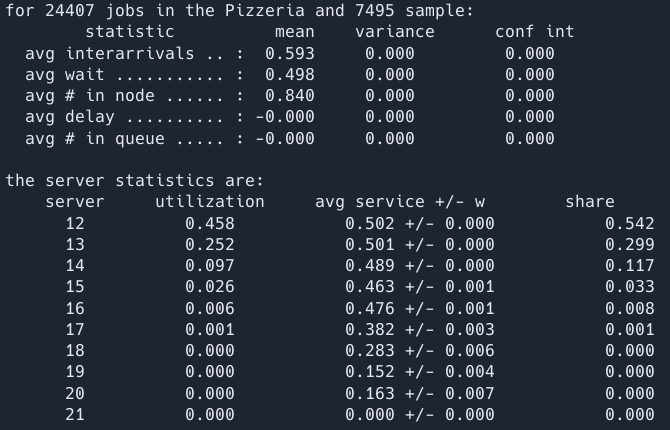 for 24407 jobs in the Pizzeria and 7495 sample:
statistic mean variance conf int
avg interarrivals .. : 0.593 0.000 0.000
avg wait ........... : 0.498 0.000 0.000
avg # in node ...... : 0.840 0.000 0.000
avg delay .......... : -0.000 0.000 0.000
avg # in queue ..... : -0.000 0.000 0.000
the server statistics are:
server utilization avg service +/- w share
12 0.458 0.502 +/- 0.000 0.542
13 0.252 0.501 +/- 0.000 0.299
14 0.097 0.489 +/- 0.000 0.117
15 0.026 0.463 +/- 0.001 0.033
16 0.006 0.476 +/- 0.001 0.008
17 0.001 0.382 +/- 0.003 0.001
18 0.000 0.283 +/- 0.006 0.000
19 0.000 0.152 +/- 0.004 0.000
20 0.000 0.163 +/- 0.007 0.000
21 0.000 0.000 +/- 0.000 0.000